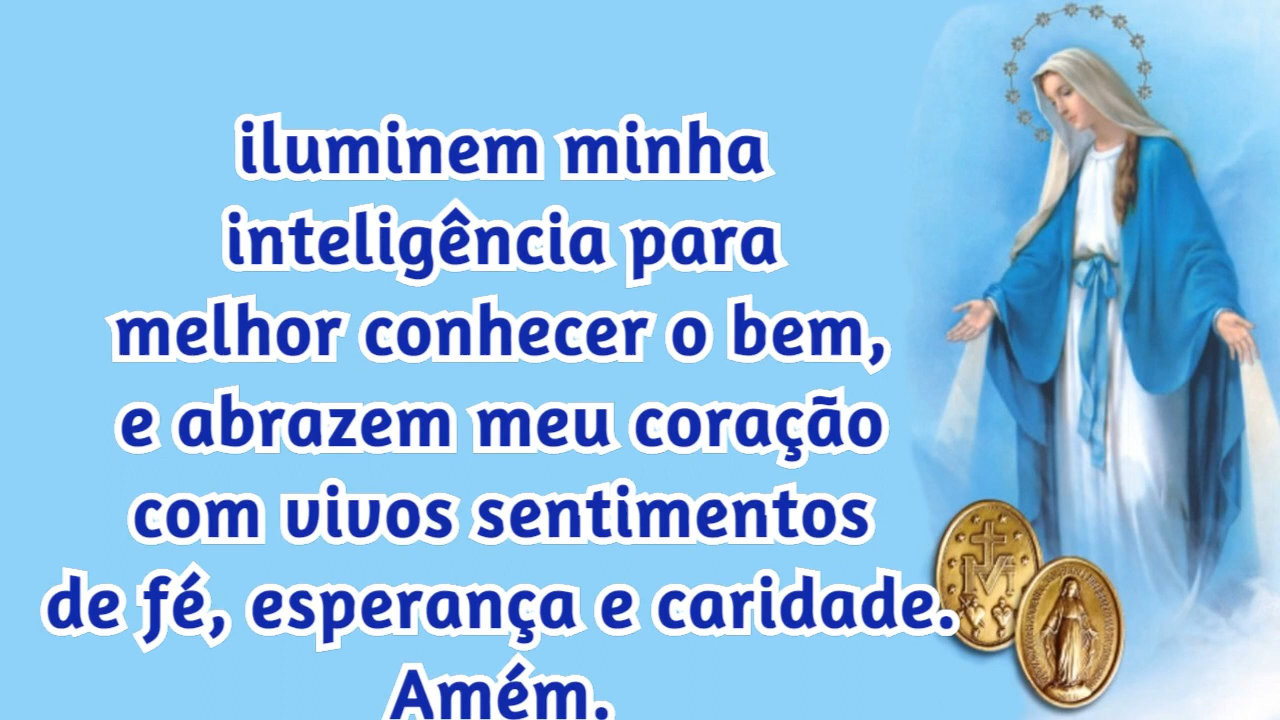 iluminem minha
inteligência para
melhor conhecer o bem,
e abrazem meu coração
com vivos sentimentos
de fé, esperança e caridade.
Amém.